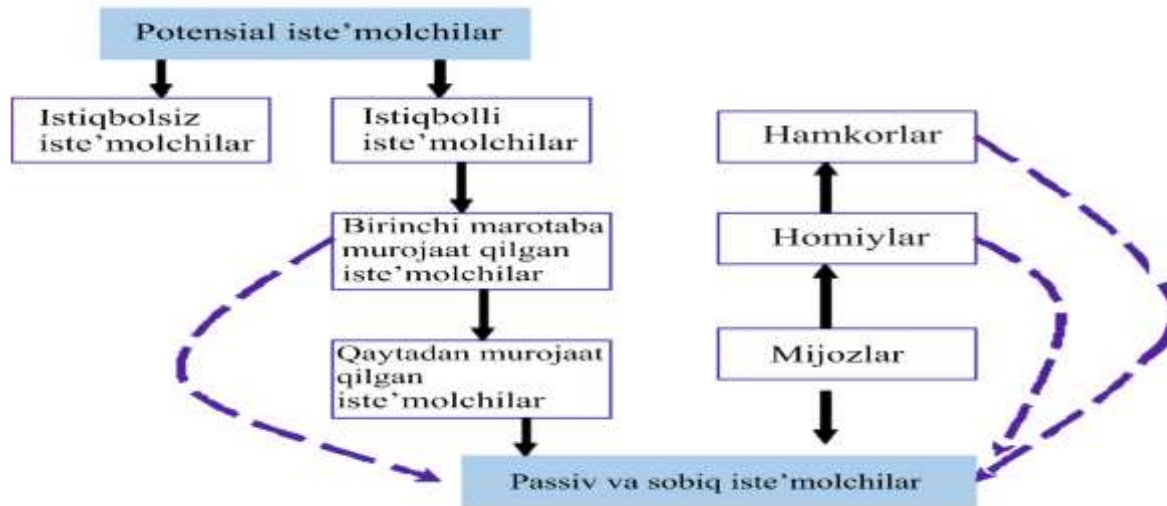 Potensial iste’molchilar
Istiqbolsiz
iste’molchilar
Istiqbolli
iste’molchilar
Birinchi marotaba
murojaat qilgan
iste’molchilar
Qaytadan murojaat
qilgan
iste’molchilar
Hamkorlar
Homiylar
Mijozlar
Passiv va sobiq iste’molchilar